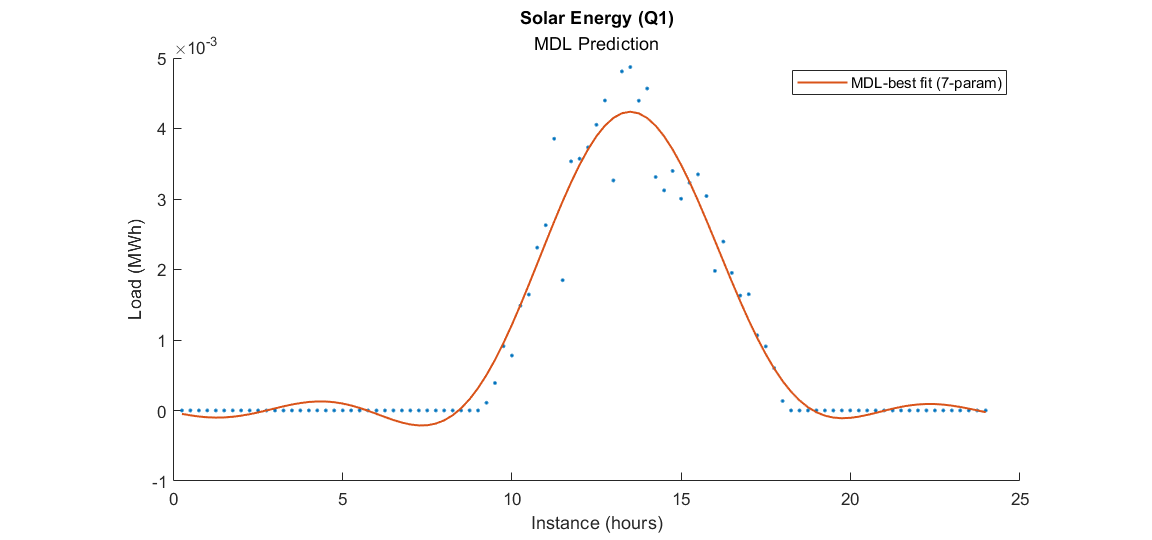 Solar Energy (Q1)
MDL Prediction
×10-3
MDL-best fit (7-param)
5
4
3
2
1
0
-1
Load (MWh)
0 5 10 15 20 25
Instance (hours)